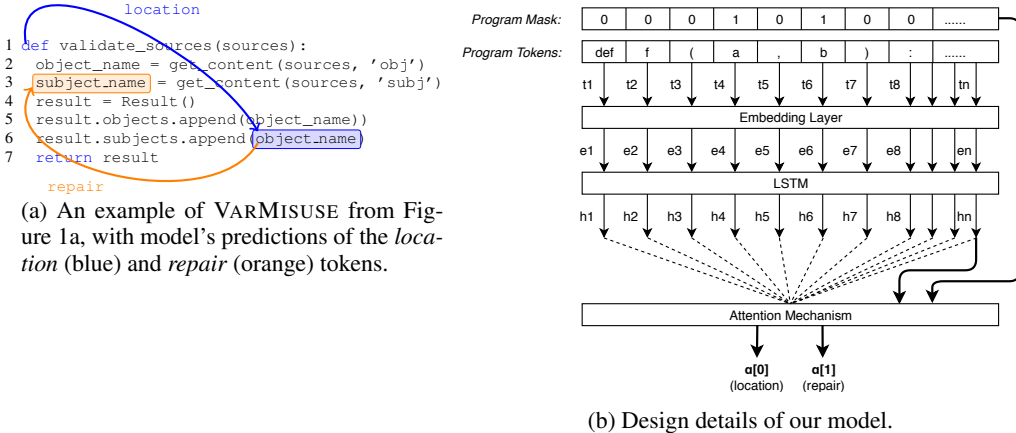 location
1 def validate_sources(sources):
2 object_name = get_content(sources, 'obj')
3 subject_name = get_content(sources, 'subj')
4 result = Result()
5 result.objects.append(object_name))
6 result.subjects.append(object_name)
7 return result
repair
(a) An example of VARMISUSE from Fig-
ure 1a, with model's predictions of the loca-
tion (blue) and repair (orange) tokens.
Program Mask: 0 0 0 1 0 1 0 0 ......
Program Tokens: def f ( a , b ) : ......
t1 t2 t3 t4 t5 t6 t7 t8 tn
Embedding Layer
e1 e2 e3 e4 e5 e6 e7 e8 en
LSTM
h1 h2 h3 h4 h5 h6 h7 h8 hn
Attention Mechanism
α[0] α[1]
(location) (repair)
(b) Design details of our model.